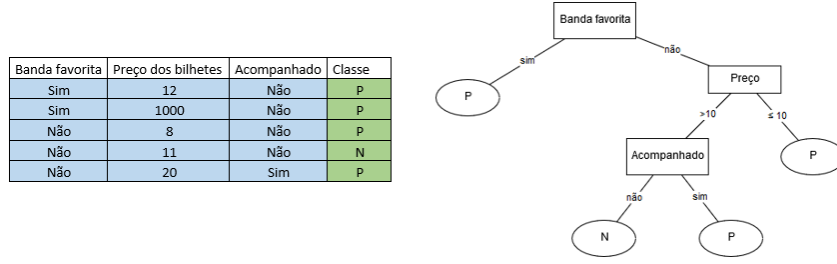 Banda favorita Preço dos bilhetes Acompanhado Classe
Sim 12 Não P
Sim 1000 Não P
Não 8 Não P
Não 11 Não N
Não 20 Sim P
Banda favorita
sim não
P
Preço
>10 ≤ 10
Acompanhado
P
não sim
N P